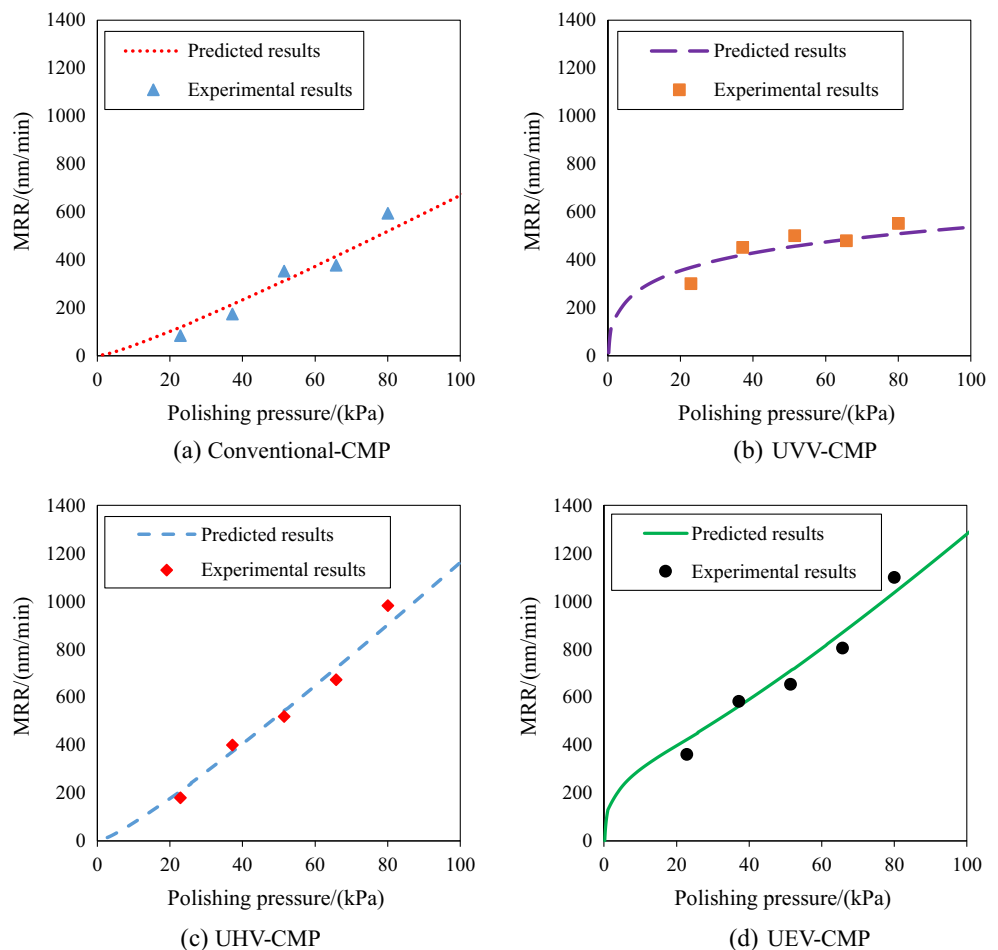 1400
1200
1000
800
600
400
200
0
MRR/(nm/min)
Predicted results
Experimental results
0 20 40 60 80 100
Polishing pressure/(kPa)
(a) Conventional-CMP
1400
1200
1000
800
600
400
200
0
MRR/(nm/min)
Predicted results
Experimental results
0 20 40 60 80 100
Polishing pressure/(kPa)
(b) UVV-CMP
1400
1200
1000
800
600
400
200
0
MRR/(nm/min)
Predicted results
Experimental results
0 20 40 60 80 100
Polishing pressure/(kPa)
(c) UHV-CMP
1400
1200
1000
800
600
400
200
0
MRR/(nm/min)
Predicted results
Experimental results
0 20 40 60 80 100
Polishing pressure/(kPa)
(d) UEV-CMP